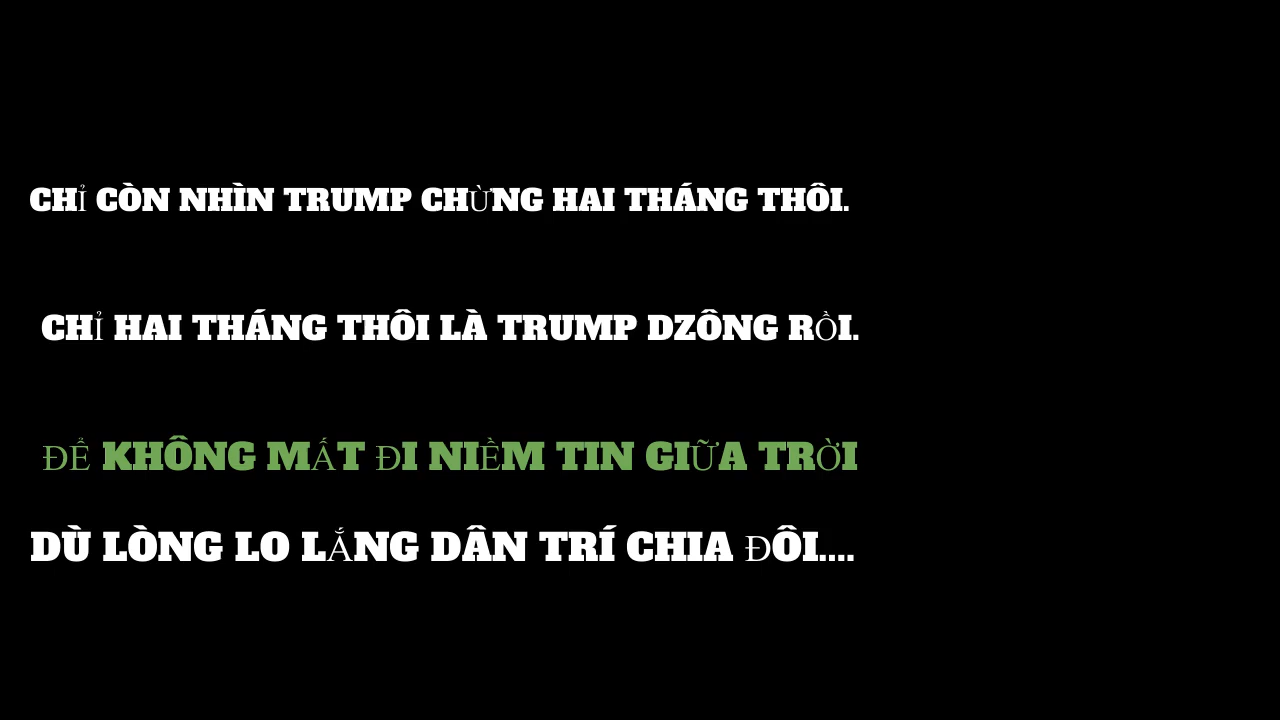 CHỈ CÒN NHÌN TRUMP CHỪNG HAI THÁNG THÔI.
CHỈ HAI THÁNG THÔI LÀ TRUMP DZÔNG RỒI.
ĐỂ KHÔNG MẤT ĐI NIỀM TIN GIỮA TRỜI
DÙ LÒNG LO LẮNG DÂN TRÍ CHIA ĐÔI....